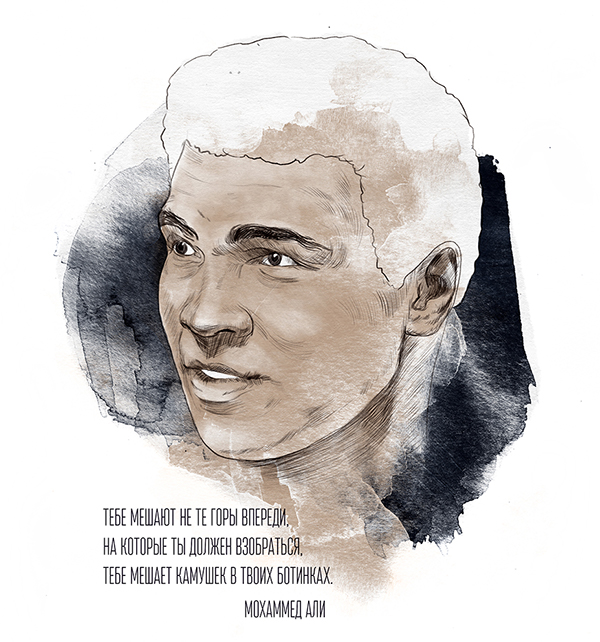 ТЕБЕ МЕШАЮТ НЕ ТЕ ГОРЫ ВПЕРЕДИ,
НА КОТОРЫЕ ТЫ ДОЛЖЕН ВЗОБРАТЬСЯ,
ТЕБЕ МЕШАЕТ КАМУШЕК В ТВОИХ БОТИНКАХ.
МОХАММЕД АЛИ